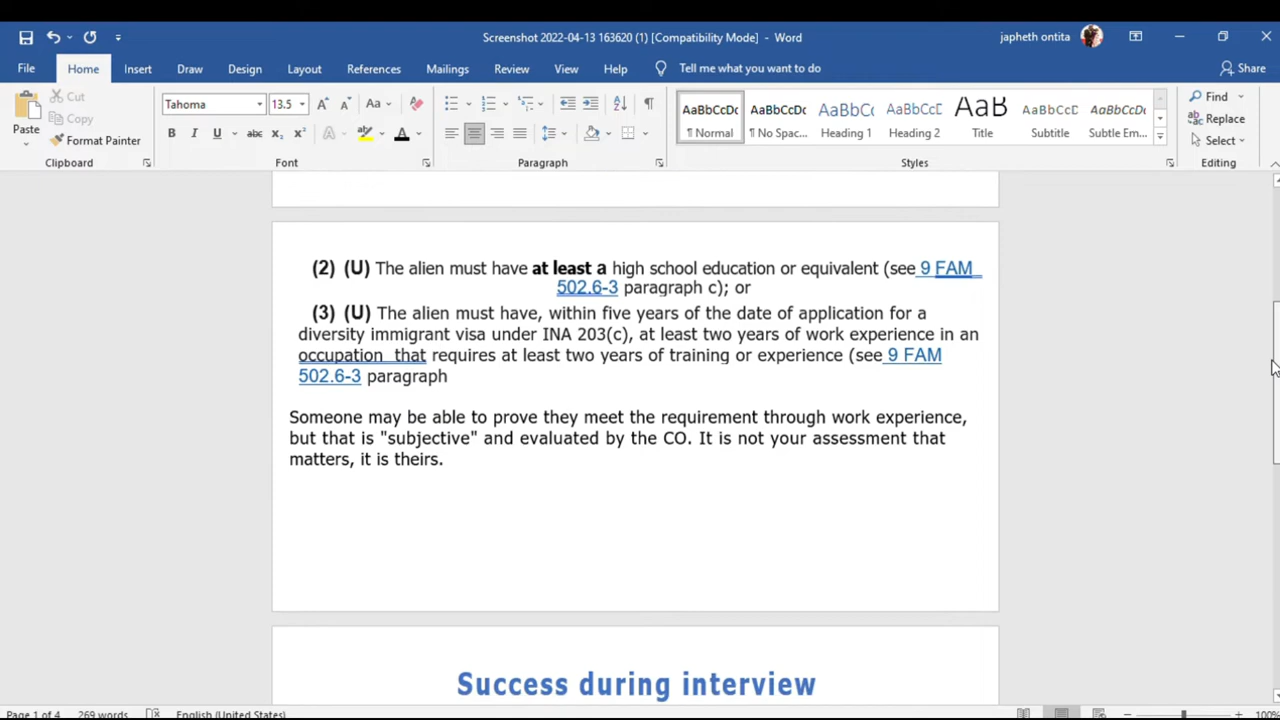 Screenshot 2022-04-13 163620 (1) [Compatibility Mode] - Word
japheth ontita
File Home Insert Draw Design Layout References Mailings Review View Help Tell me what you want to do Share
Paste
Cut
Copy
Format Painter
Clipboard
Tahoma 13.5
Font
Paragraph
AaBbCcDc AaBbCcDc AaBbCc AaBbCcD AaB AaBbCcD AaBbCcDc
¶ Normal ¶ No Spac... Heading 1 Heading 2 Title Subtitle Subtle Em...
Styles
Find
Replace
Select
Editing
(2) (U) The alien must have at least a high school education or equivalent (see 9 FAM
502.6-3 paragraph c); or
(3) (U) The alien must have, within five years of the date of application for a
diversity immigrant visa under INA 203(c), at least two years of work experience in an
occupation that requires at least two years of training or experience (see 9 FAM
502.6-3 paragraph
Someone may be able to prove they meet the requirement through work experience,
but that is "subjective" and evaluated by the CO. It is not your assessment that
matters, it is theirs.
Success during interview
Page 1 of 4 269 words English (United States) 100%